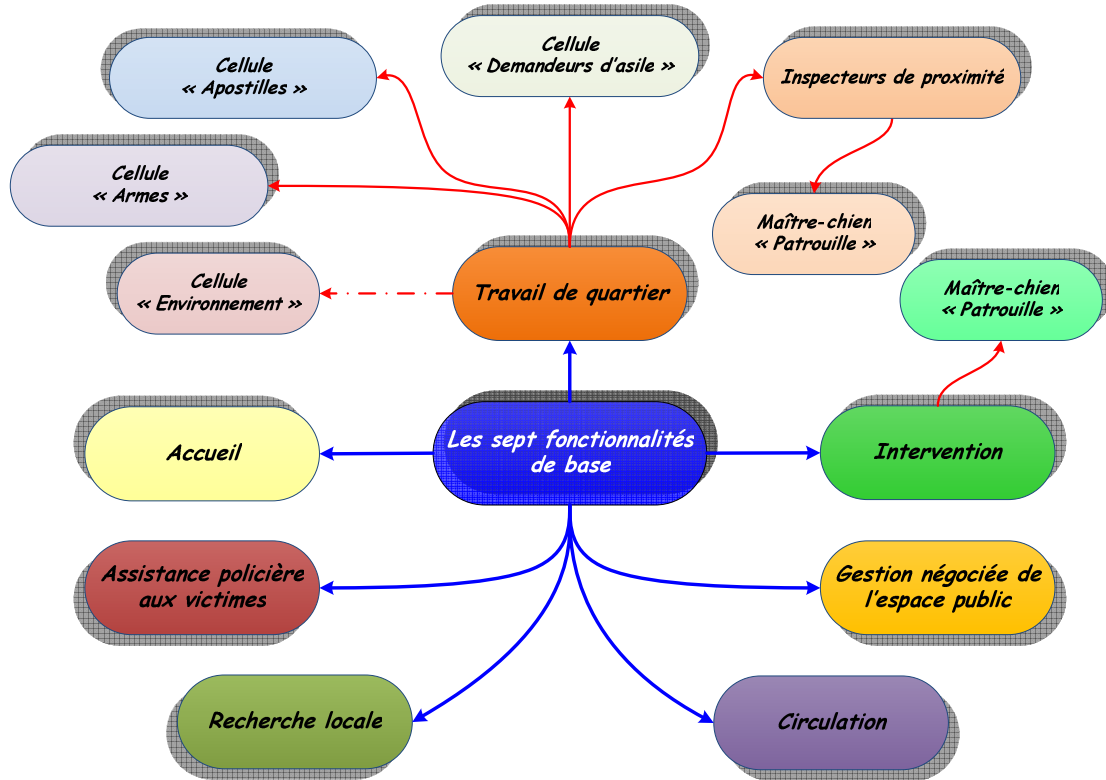 Cellule
« Apostilles »
Cellule
« Demandeurs d'asile »
Inspecteurs de proximité
Cellule
« Armes »
Maître-chien
« Patrouille »
Cellule
« Environnement »
Travail de quartier
Maître-chien
« Patrouille »
Accueil
Les sept fonctionnalités
de base
Intervention
Assistance policière
aux victimes
Gestion négociée de
l'espace public
Recherche locale
Circulation